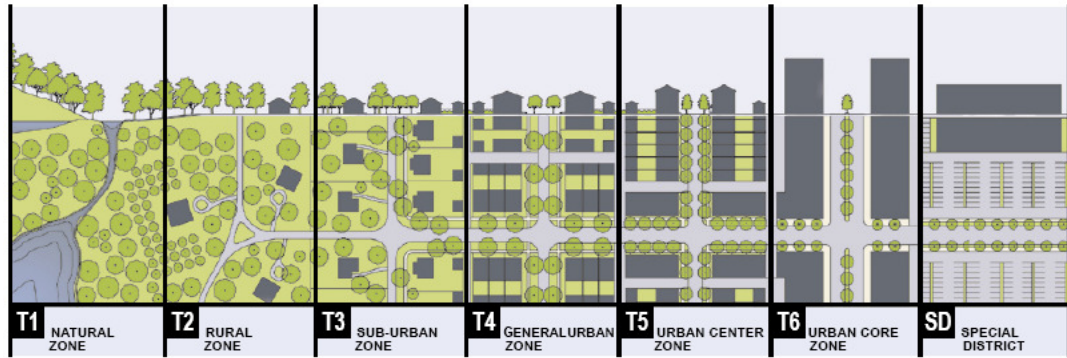 T1 NATURAL
ZONE
T2 RURAL
ZONE
T3 SUB-URBAN
ZONE
T4 GENERALURBAN
ZONE
T5 URBAN CENTER
ZONE
T6 URBAN CORE
ZONE
SD SPECIAL
DISTRICT